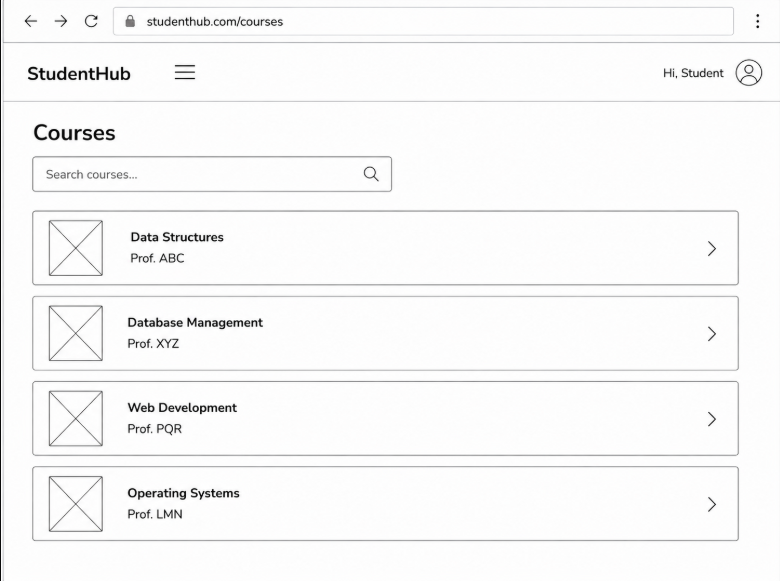 studenthub.com/courses
StudentHub
Hi, Student
Courses
Search courses...
Data Structures
Prof. ABC
Database Management
Prof. XYZ
Web Development
Prof. PQR
Operating Systems
Prof. LMN